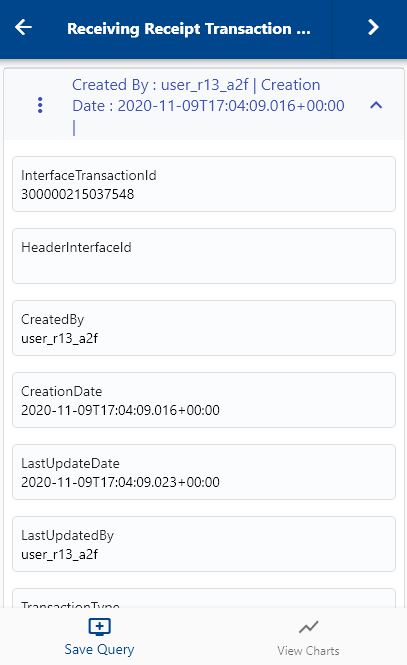 Receiving Receipt Transaction ...
Created By : user_r13_a2f | Creation
Date : 2020-11-09T17:04:09.016+00:00
|
InterfaceTransactionId
300000215037548
HeaderInterfaceId
CreatedBy
user_r13_a2f
CreationDate
2020-11-09T17:04:09.016+00:00
LastUpdateDate
2020-11-09T17:04:09.023+00:00
LastUpdatedBy
user_r13_a2f
TransactionType
Save Query
View Charts